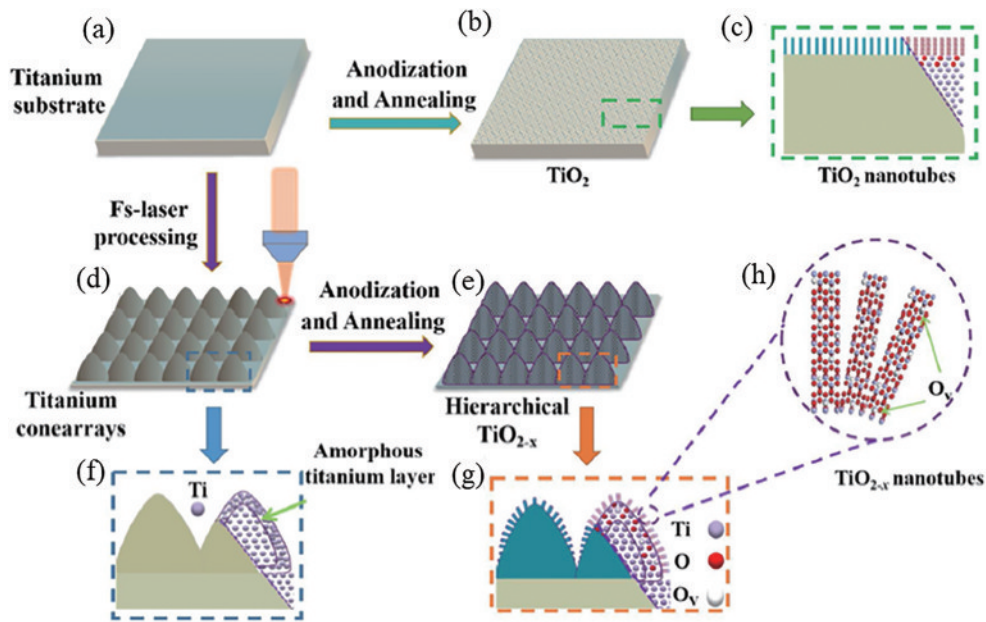 (a)
(b)
(c)
Titanium
substrate
Anodization
and Annealing
TiO₂
TiO₂ nanotubes
Fs-laser
processing
(d)
(e)
(h)
Anodization
and Annealing
Oᵥ
Titanium
conearrays
Hierarchical
TiO₂₋ₓ
(f)
Ti
Amorphous
titanium layer
(g)
TiO₂₋ₓ nanotubes
Ti
O
Oᵥ